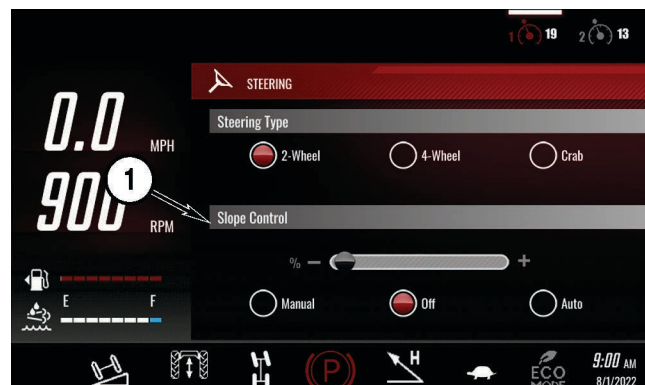 1 19 2 13
STEERING
Steering Type
0.0 MPH
2-Wheel 4-Wheel Crab
1
900 RPM
Slope Control
% − +
E F
Manual Off Auto
P H ECO 9:00 AM
MODE 8/1/2022